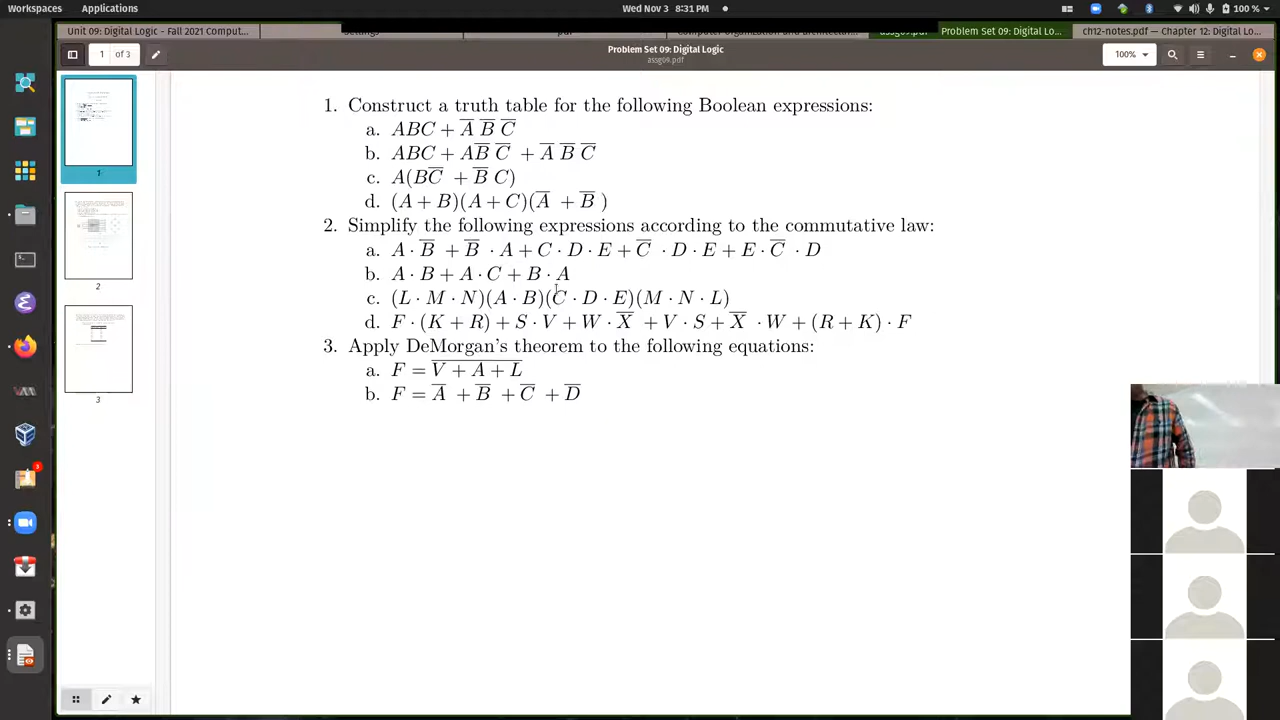 Workspaces Applications Wed Nov 3 8:31 PM 100 %
Unit 09: Digital Logic - Fall 2021 Comput... Problem Set 09: Digital Lo... ch12-notes.pdf — Chapter 12: Digital Lo...
1 of 3 Problem Set 09: Digital Logic 100%
assg09.pdf
1. Construct a truth table for the following Boolean expressions:
a. ABC + A̅ B̅ C̅
b. ABC + AB̅ C̅ + A̅ B̅ C̅
c. A(BC̅ + B̅ C)
d. (A + B)(A + C)(A̅ + B̅ )
2. Simplify the following expressions according to the commutative law:
a. A · B̅ + B̅ · A + C · D · E + C̅ · D · E + E · C̅ · D
b. A · B + A · C + B · A
c. (L · M · N)(A · B)(C · D · E)(M · N · L)
d. F · (K + R) + S · V + W · X̅ + V · S + X̅ · W + (R + K) · F
3. Apply DeMorgan's theorem to the following equations:
a. F = V̅ ̅+̅ ̅A̅ ̅+̅ ̅L̅
b. F = A̅ + B̅ + C̅ + D̅
1
2
3
3